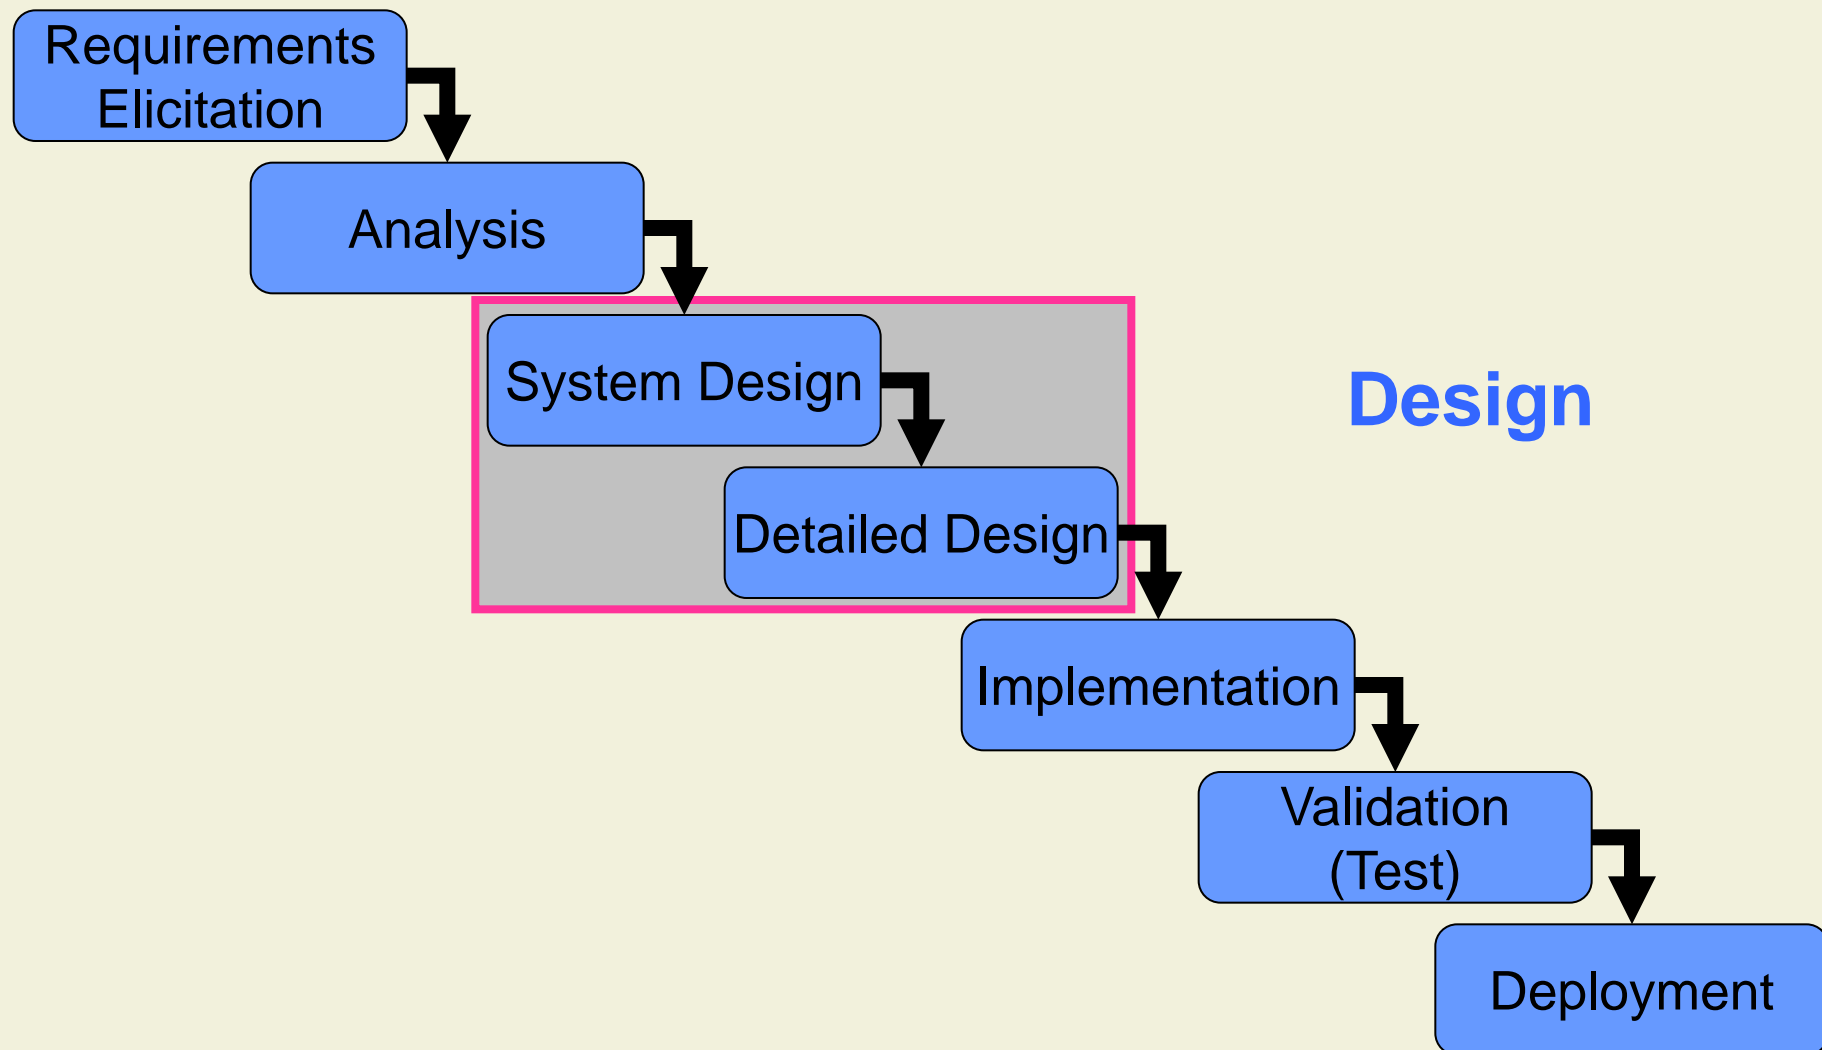 Requirements
Elicitation
Analysis
System Design
Design
Detailed Design
Implementation
Validation
(Test)
Deployment